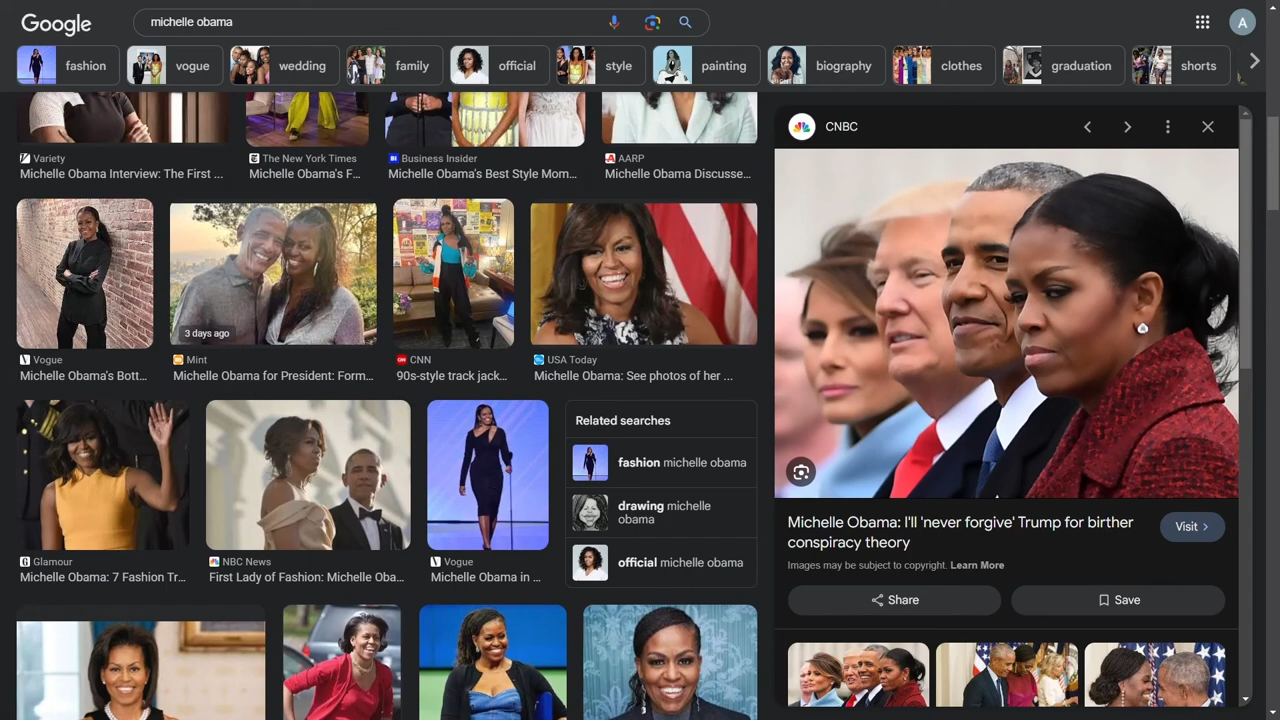 Google
michelle obama
A
fashion
vogue
wedding
family
official
style
painting
biography
clothes
graduation
shorts
Variety
Michelle Obama Interview: The First ...
The New York Times
Michelle Obama's F...
Business Insider
Michelle Obama's Best Style Mom...
AARP
Michelle Obama Discusse...
3 days ago
Vogue
Michelle Obama's Bott...
Mint
Michelle Obama for President: Form...
CNN
90s-style track jack...
USA Today
Michelle Obama: See photos of her ...
Glamour
Michelle Obama: 7 Fashion Tr...
NBC News
First Lady of Fashion: Michelle Oba...
Vogue
Michelle Obama in ...
Related searches
fashion michelle obama
drawing michelle
obama
official michelle obama
CNBC
Michelle Obama: I'll 'never forgive' Trump for birther
conspiracy theory
Visit
Images may be subject to copyright. Learn More
Share
Save